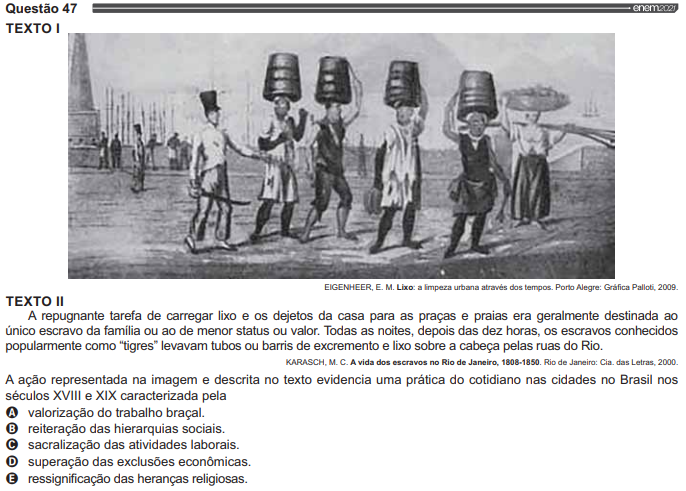 Questão 47
enem2021
TEXTO I
EIGENHEER, E. M. Lixo: a limpeza urbana através dos tempos. Porto Alegre: Gráfica Palloti, 2009.
TEXTO II
A repugnante tarefa de carregar lixo e os dejetos da casa para as praças e praias era geralmente destinada ao
único escravo da família ou ao de menor status ou valor. Todas as noites, depois das dez horas, os escravos conhecidos
popularmente como “tigres” levavam tubos ou barris de excremento e lixo sobre a cabeça pelas ruas do Rio.
KARASCH, M. C. A vida dos escravos no Rio de Janeiro, 1808-1850. Rio de Janeiro: Cia. das Letras, 2000.
A ação representada na imagem e descrita no texto evidencia uma prática do cotidiano nas cidades no Brasil nos
séculos XVIII e XIX caracterizada pela
A valorização do trabalho braçal.
B reiteração das hierarquias sociais.
C sacralização das atividades laborais.
D superação das exclusões econômicas.
E ressignificação das heranças religiosas.